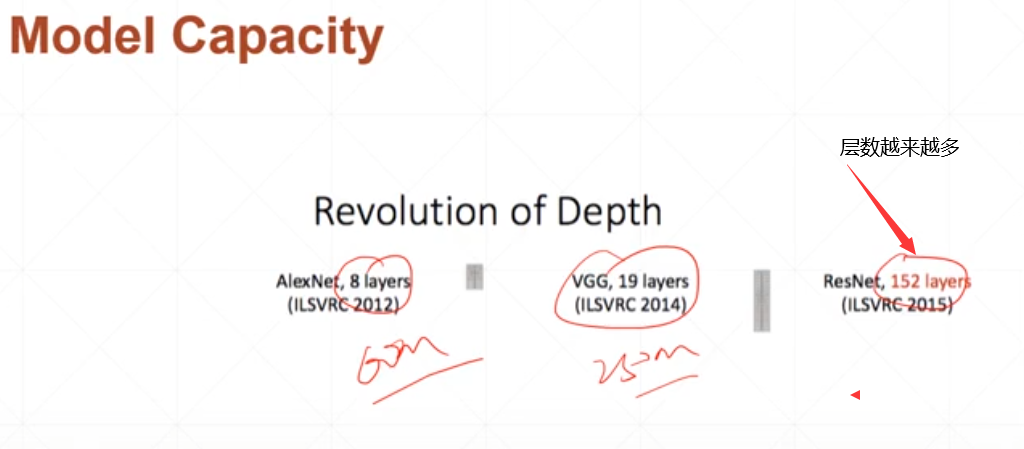 Model Capacity
层数越来越多
Revolution of Depth
AlexNet, 8 layers
(ILSVRC 2012)
VGG, 19 layers
(ILSVRC 2014)
ResNet, 152 layers
(ILSVRC 2015)
60m
250m